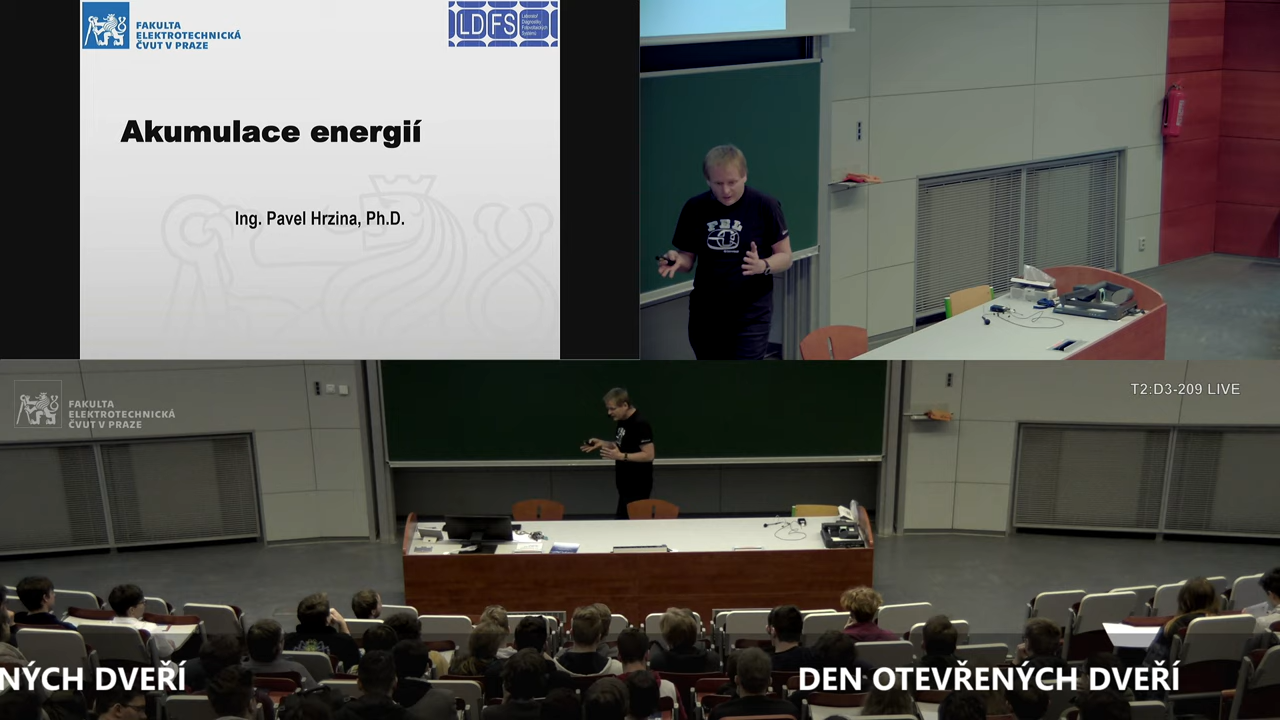 FAKULTA
ELEKTROTECHNICKÁ
ČVUT V PRAZE
LDFS
Akumulace energií
Ing. Pavel Hrzina, Ph.D.
FEL
FAKULTA
ELEKTROTECHNICKÁ
ČVUT V PRAZE
T2:D3-209 LIVE
NÝCH DVEŘÍ
DEN OTEVŘENÝCH DVEŘÍ